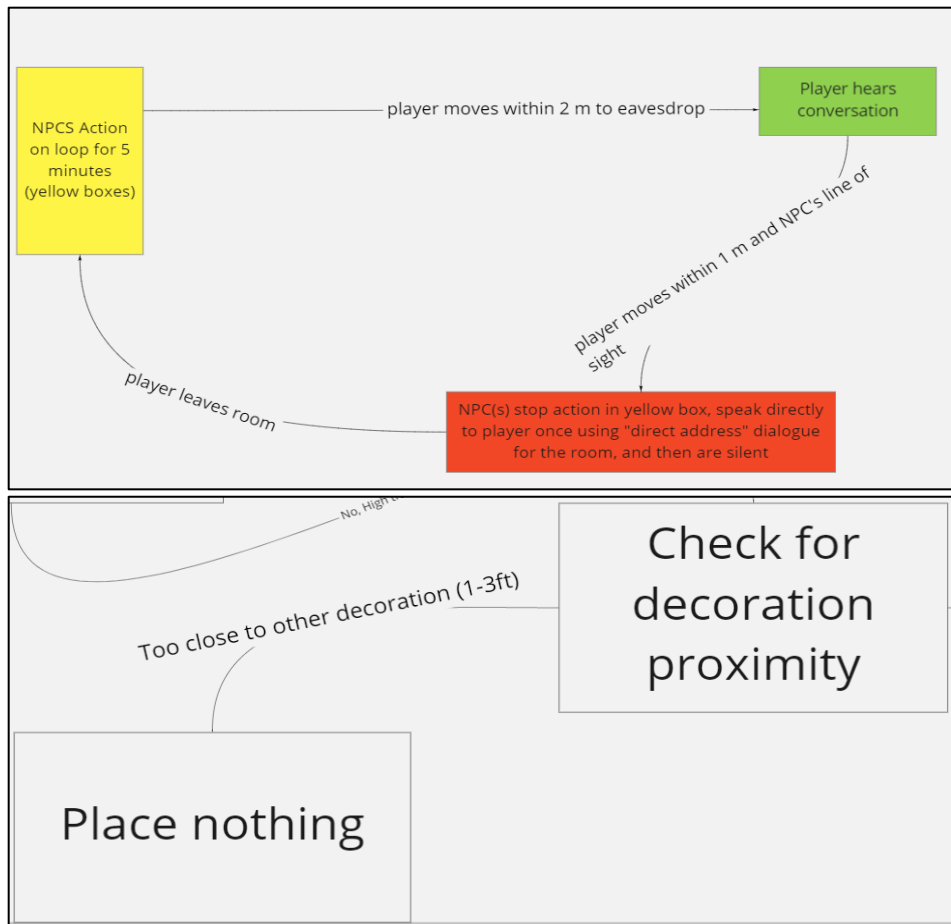 NPCS Action
on loop for 5
minutes
(yellow boxes)
player moves within 2 m to eavesdrop
Player hears
conversation
player moves within 1 m and NPC's line of
sight
NPC(s) stop action in yellow box, speak directly
to player once using "direct address" dialogue
for the room, and then are silent
player leaves room
No, High
Check for
decoration
proximity
Too close to other decoration (1-3ft)
Place nothing